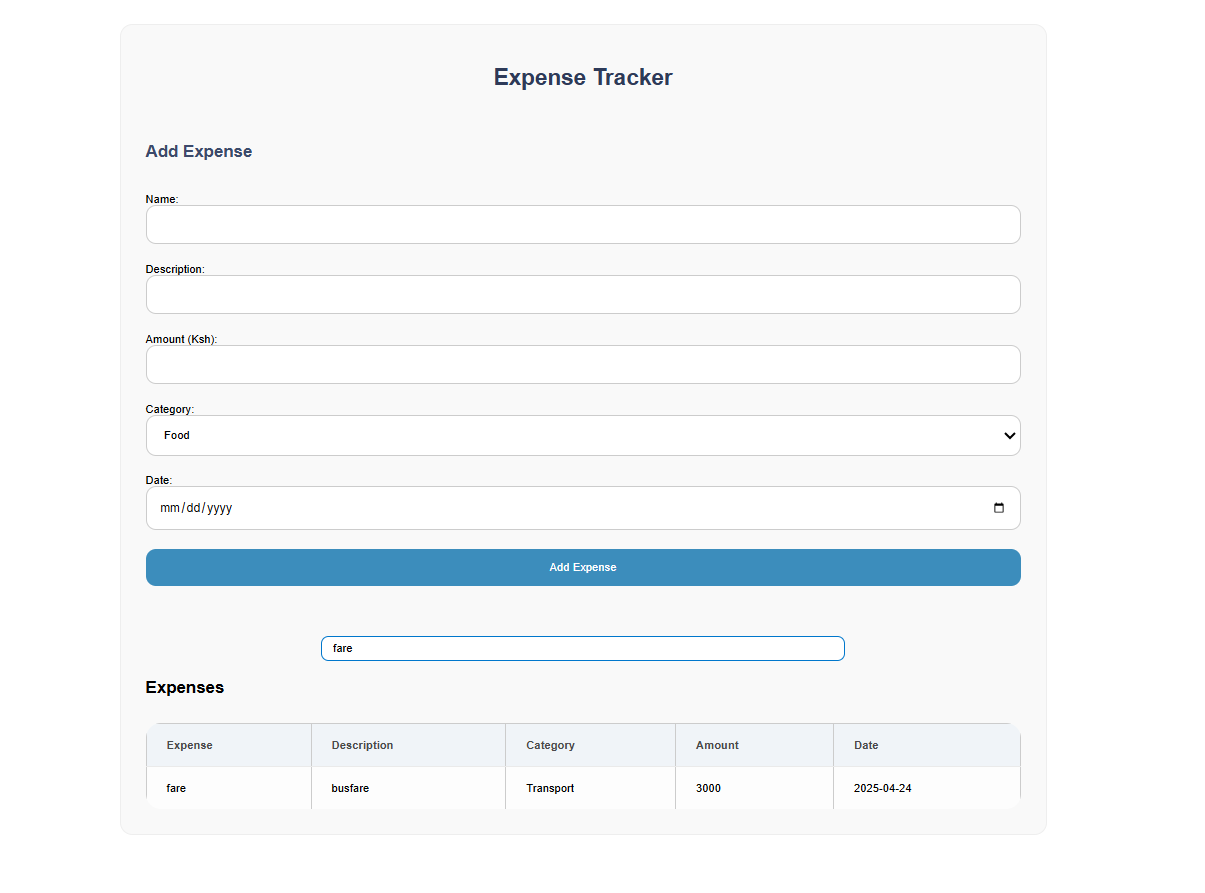 Expense Tracker
Add Expense
Name:
Description:
Amount (Ksh):
Category:
Food
Date:
mm/dd/yyyy
Add Expense
fare
Expenses
Expense Description Category Amount Date
fare busfare Transport 3000 2025-04-24